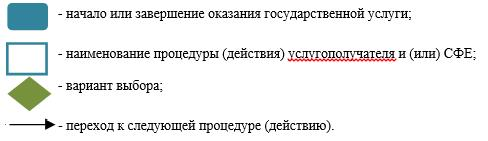 - начало или завершение оказания государственной услуги;
- наименование процедуры (действия) услугополучателя и (или) СФЕ;
- вариант выбора;
- переход к следующей процедуре (действию).